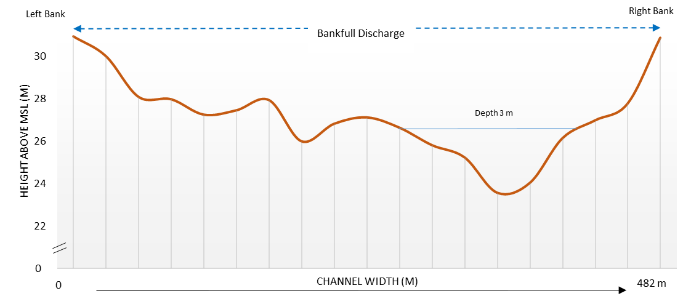 Left Bank
Right Bank
Bankfull Discharge
30
28
26
24
22
0
HEIGHT ABOVE MSL (M)
Depth 3 m
0
CHANNEL WIDTH (M)
482 m